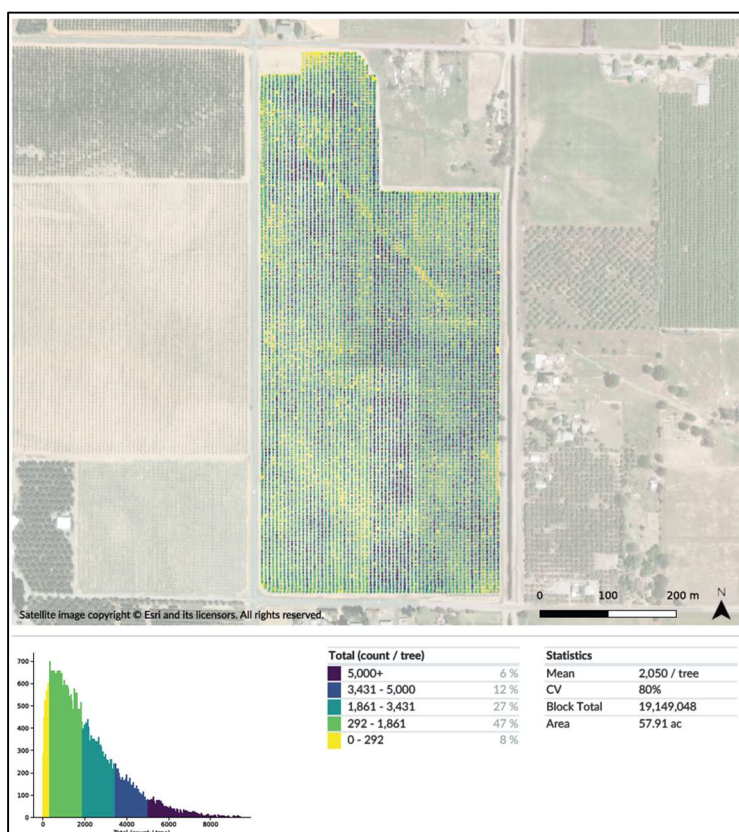 N
0 100 200 m
Satellite image copyright © Esri and its licensors. All rights reserved.
700
600
500
400
300
200
100
0
0 2000 4000 6000 8000
Total (count / tree)
Total (count / tree)
5,000+ 6 %
3,431 - 5,000 12 %
1,861 - 3,431 27 %
292 - 1,861 47 %
0 - 292 8 %
Statistics
Mean 2,050 / tree
CV 80%
Block Total 19,149,048
Area 57.91 ac